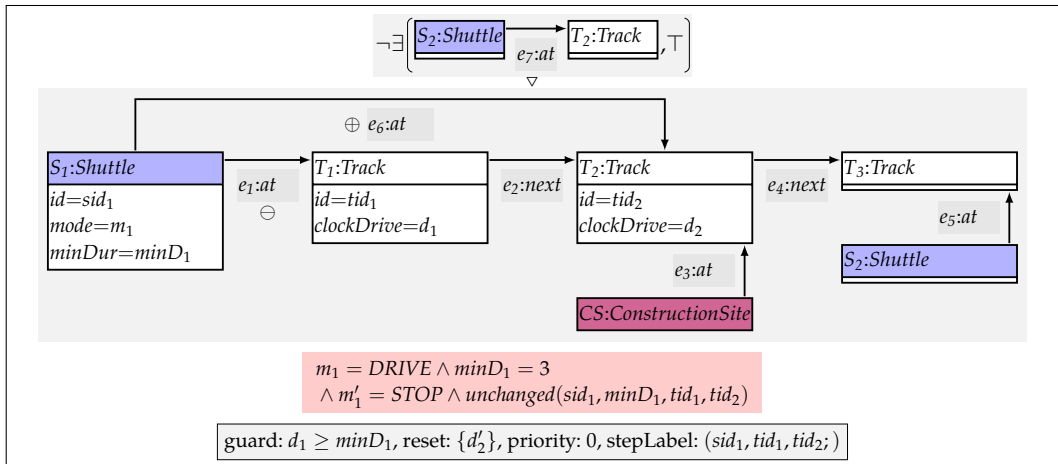 ¬∃ ( S₂:Shuttle e₇:at T₂:Track , ⊤ )
▽
⊕ e₆:at
S₁:Shuttle
id=sid₁
mode=m₁
minDur=minD₁
e₁:at
⊖
T₁:Track
id=tid₁
clockDrive=d₁
e₂:next
T₂:Track
id=tid₂
clockDrive=d₂
e₄:next
T₃:Track
e₃:at
e₅:at
S₂:Shuttle
CS:ConstructionSite
m₁ = DRIVE ∧ minD₁ = 3
∧ m′₁ = STOP ∧ unchanged(sid₁, minD₁, tid₁, tid₂)
guard: d₁ ≥ minD₁, reset: {d′₂}, priority: 0, stepLabel: (sid₁, tid₁, tid₂; )